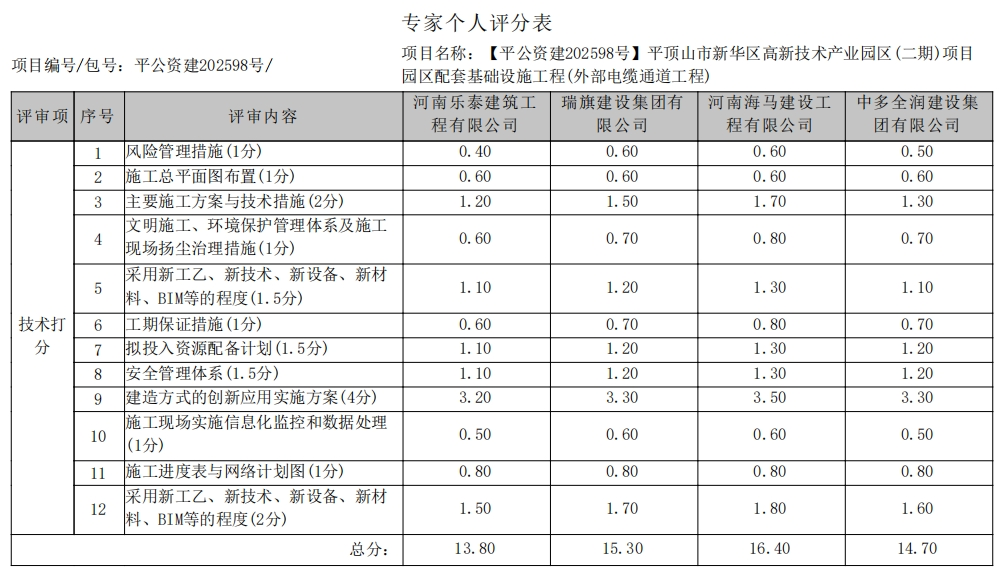 专家个人评分表
项目编号/包号: 平公资建202598号/
项目名称: 【平公资建202598号】平顶山市新华区高新技术产业园区(二期)项目
园区配套基础设施工程(外部电缆通道工程)
评审项 序号 评审内容 河南乐泰建筑工程有限公司 瑞旗建设集团有限公司 河南海马建设工程有限公司 中多全润建设集团有限公司
技术打分
1 风险管理措施(1分) 0.40 0.60 0.60 0.50
2 施工总平面图布置(1分) 0.60 0.60 0.60 0.60
3 主要施工方案与技术措施(2分) 1.20 1.50 1.70 1.30
4 文明施工、环境保护管理体系及施工
现场扬尘治理措施(1分) 0.60 0.70 0.80 0.70
5 采用新工乙、新技术、新设备、新材
料、BIM等的程度(1.5分) 1.10 1.20 1.30 1.10
6 工期保证措施(1分) 0.60 0.70 0.80 0.70
7 拟投入资源配备计划(1.5分) 1.10 1.20 1.30 1.20
8 安全管理体系(1.5分) 1.10 1.20 1.30 1.20
9 建造方式的创新应用实施方案(4分) 3.20 3.30 3.50 3.30
10 施工现场实施信息化监控和数据处理
(1分) 0.50 0.60 0.60 0.50
11 施工进度表与网络计划图(1分) 0.80 0.80 0.80 0.80
12 采用新工乙、新技术、新设备、新材
料、BIM等的程度(2分) 1.50 1.70 1.80 1.60
总分: 13.80 15.30 16.40 14.70